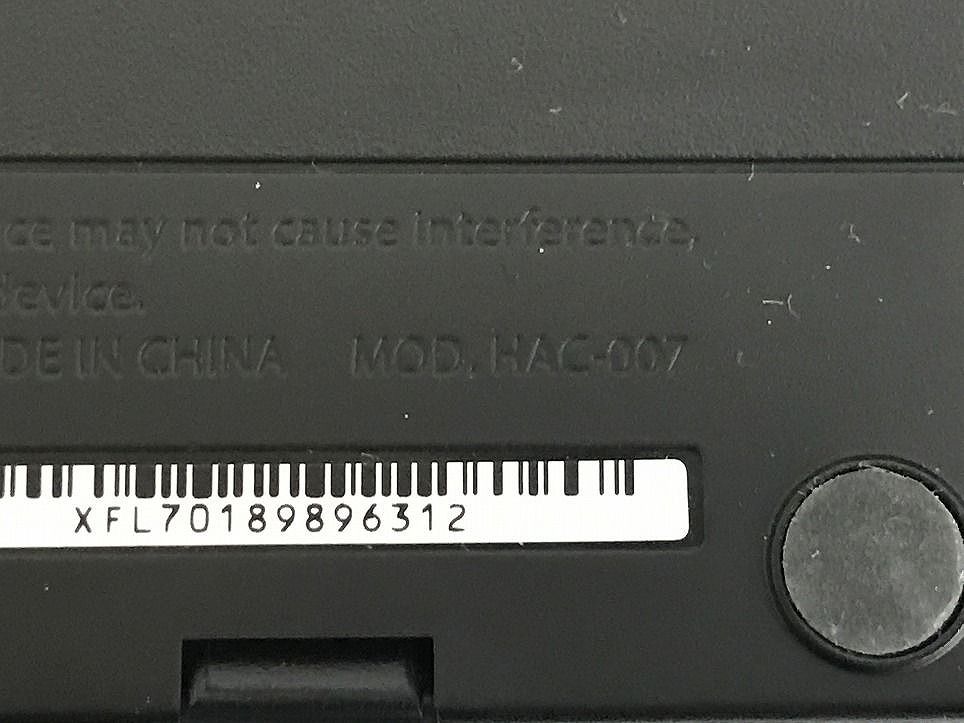 ce may not cause interference,
device.
DE IN CHINA MOD. HAC-007
XFL70189896312